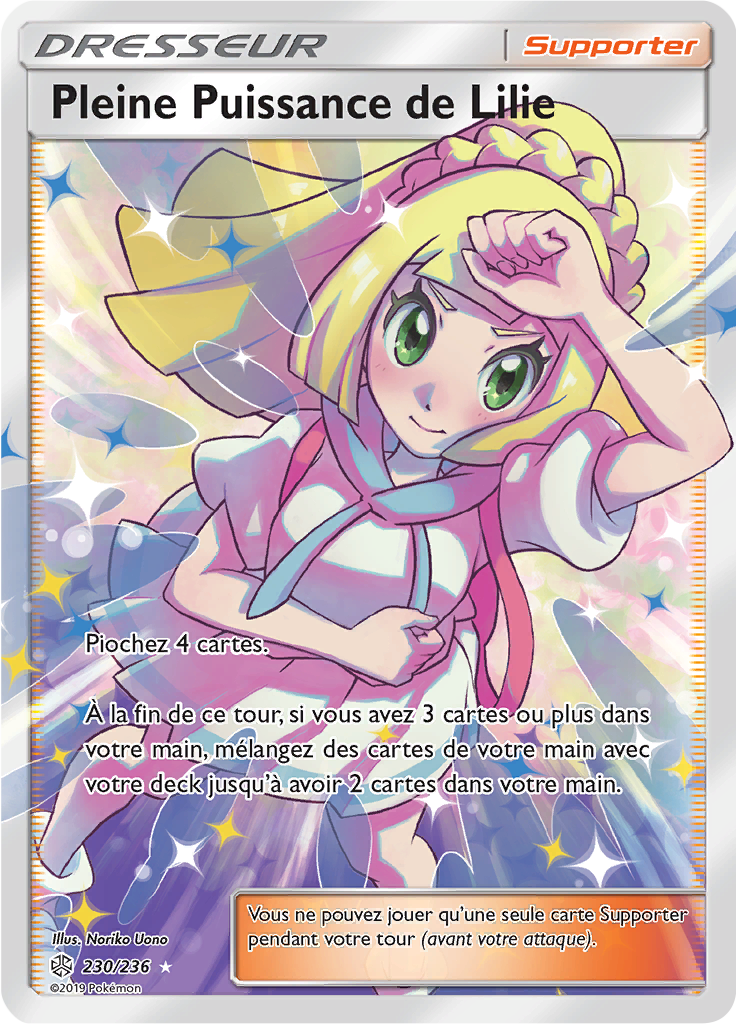 DRESSEUR
Supporter
Pleine Puissance de Lilie
Piochez 4 cartes.
À la fin de ce tour, si vous avez 3 cartes ou plus dans
votre main, mélangez des cartes de votre main avec
votre deck jusqu'à avoir 2 cartes dans votre main.
Vous ne pouvez jouer qu'une seule carte Supporter
pendant votre tour (avant votre attaque).
Illus. Noriko Uono
230/236
©2019 Pokémon